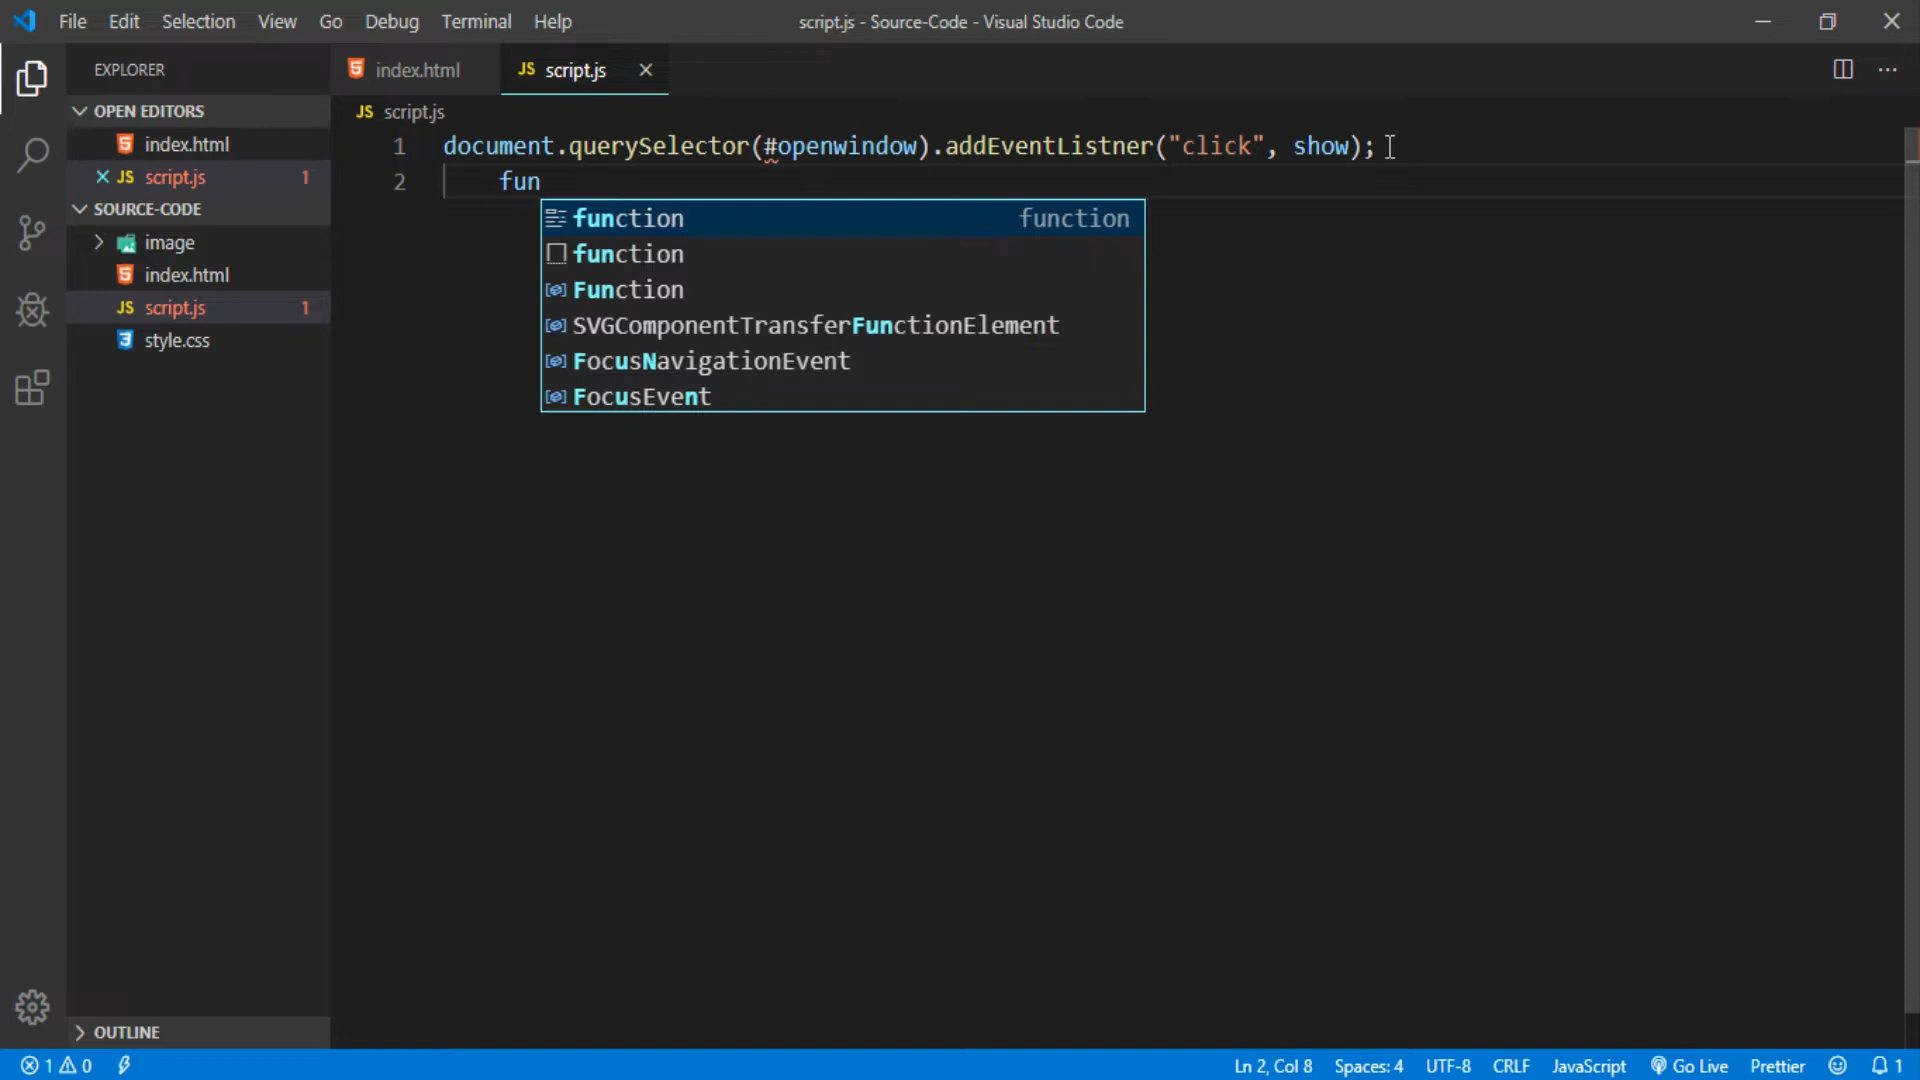 File Edit Selection View Go Debug Terminal Help script.js - Source-Code - Visual Studio Code
EXPLORER
OPEN EDITORS
index.html
JS script.js 1
SOURCE-CODE
image
index.html
JS script.js 1
style.css
OUTLINE
index.html JS script.js
JS script.js
1 document.querySelector(#openwindow).addEventListner("click", show);
2 fun
function function
function
Function
SVGComponentTransferFunctionElement
FocusNavigationEvent
FocusEvent
1 0 Ln 2, Col 8 Spaces: 4 UTF-8 CRLF JavaScript Go Live Prettier 1